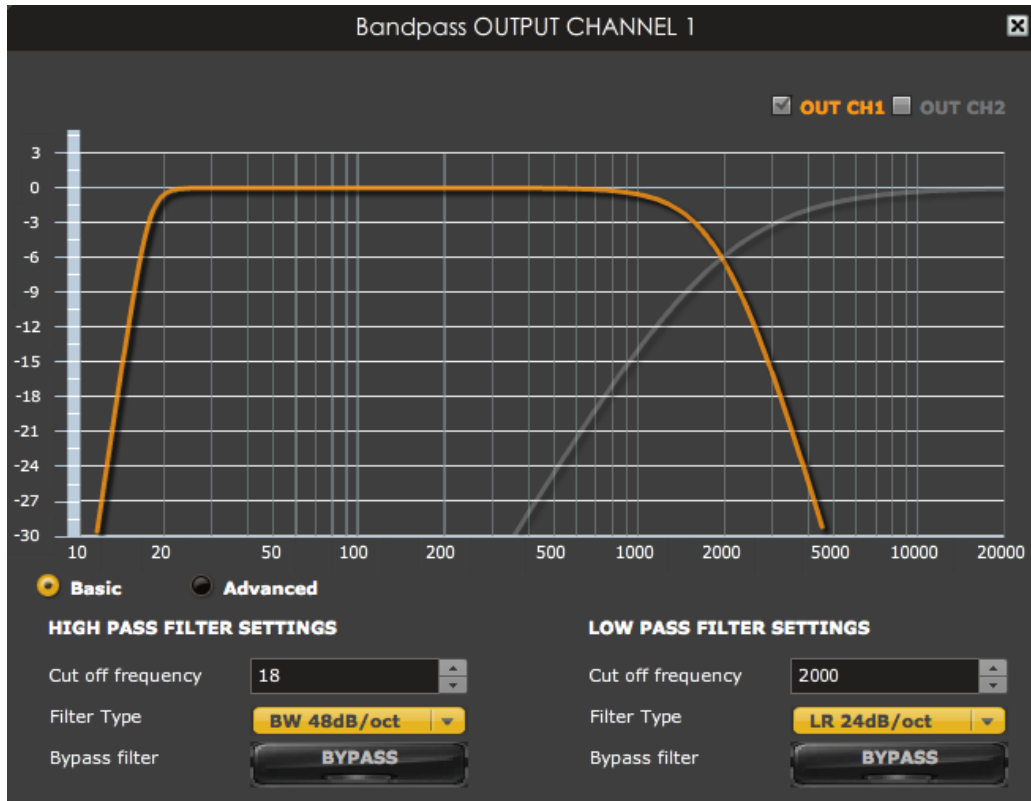 Bandpass OUTPUT CHANNEL 1
OUT CH1 OUT CH2
3
0
-3
-6
-9
-12
-15
-18
-21
-24
-27
-30
10 20 50 100 200 500 1000 2000 5000 10000 20000
Basic Advanced
HIGH PASS FILTER SETTINGS
Cut off frequency 18
Filter Type BW 48dB/oct
Bypass filter BYPASS
LOW PASS FILTER SETTINGS
Cut off frequency 2000
Filter Type LR 24dB/oct
Bypass filter BYPASS